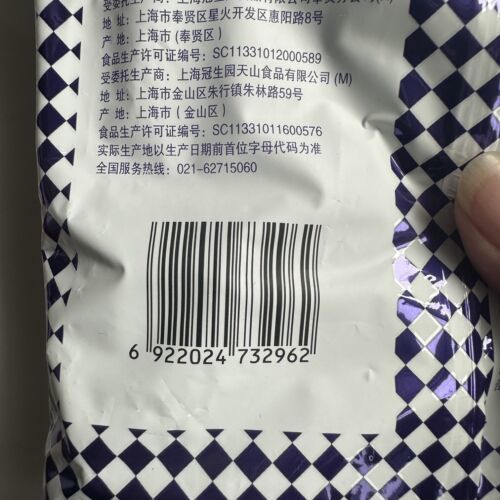 地 址: 上海市奉贤区星火开发区惠阳路8号
产 地: 上海市 (奉贤区)
食品生产许可证编号: SC11331012000589
受委托生产商: 上海冠生园天山食品有限公司 (M)
地 址: 上海市金山区朱行镇朱林路59号
产 地: 上海市 (金山区)
食品生产许可证编号: SC11331011600576
实际生产地以生产日期前首位字母代码为准
全国服务热线: 021-62715060
6 922024 732962